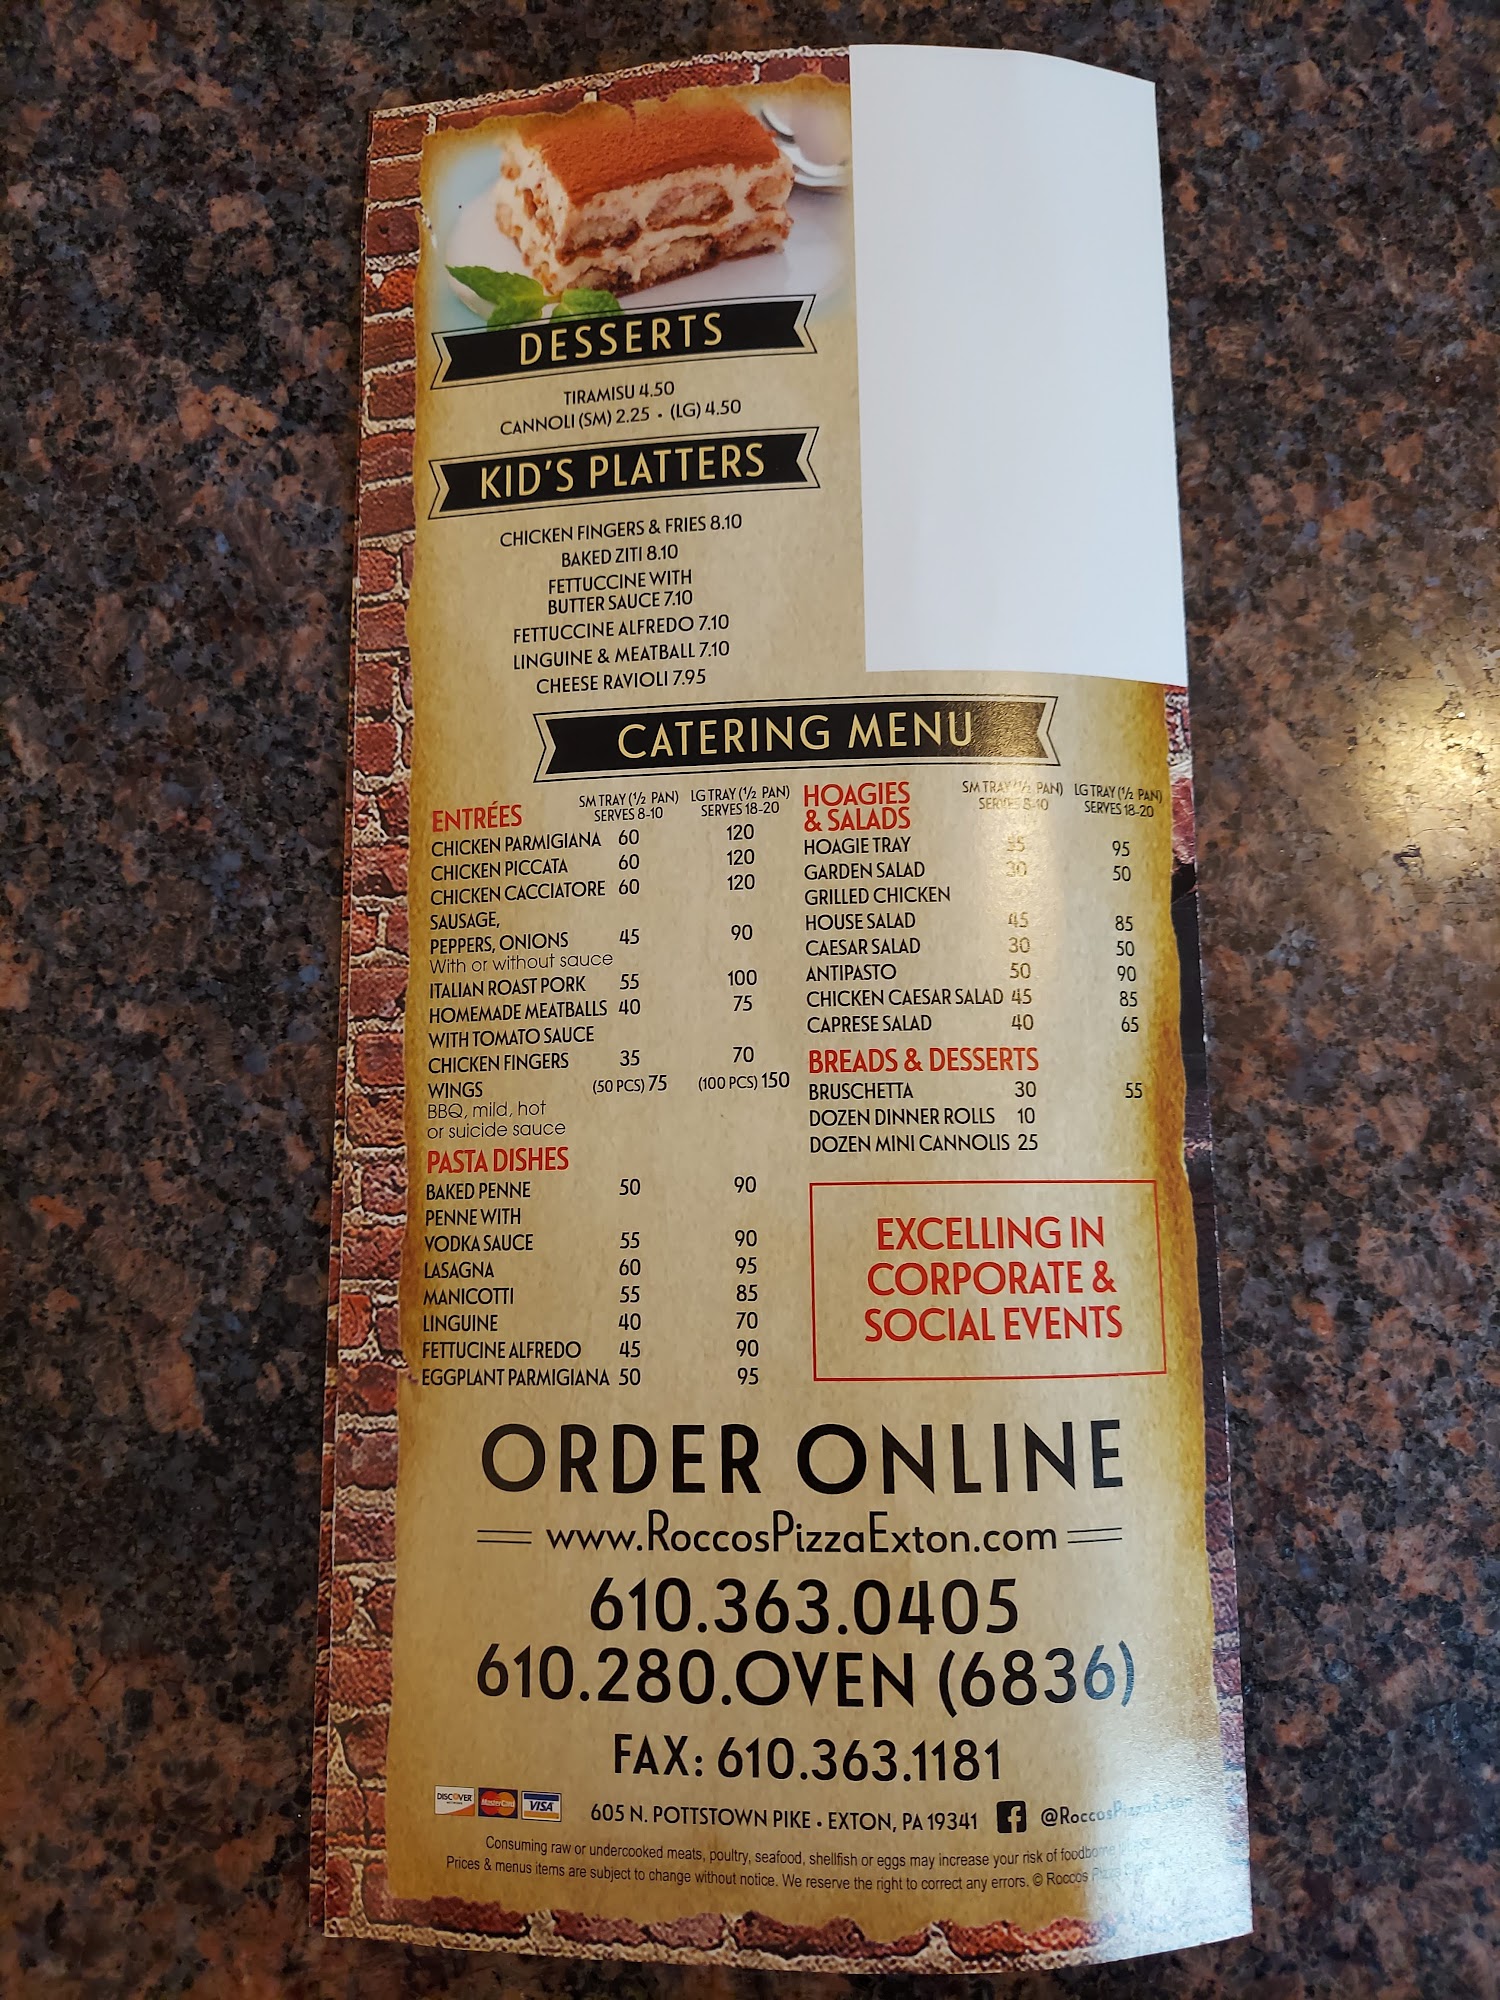 DESSERTS
TIRAMISU 4.50
CANNOLI (SM) 2.25 • (LG) 4.50
KID'S PLATTERS
CHICKEN FINGERS & FRIES 8.10
BAKED ZITI 8.10
FETTUCCINE WITH
BUTTER SAUCE 7.10
FETTUCCINE ALFREDO 7.10
LINGUINE & MEATBALL 7.10
CHEESE RAVIOLI 7.95
CATERING MENU
ENTRÉES SM TRAY (1/2 PAN) SERVES 8-10 LG TRAY (1/2 PAN) SERVES 18-20
CHICKEN PARMIGIANA 60 120
CHICKEN PICCATA 60 120
CHICKEN CACCIATORE 60 120
SAUSAGE,
PEPPERS, ONIONS 45 90
With or without sauce
ITALIAN ROAST PORK 55 100
HOMEMADE MEATBALLS 40 75
WITH TOMATO SAUCE
CHICKEN FINGERS 35 70
WINGS (50 PCS) 75 (100 PCS) 150
BBQ, mild, hot
or suicide sauce
PASTA DISHES
BAKED PENNE 50 90
PENNE WITH
VODKA SAUCE 55 90
LASAGNA 60 95
MANICOTTI 55 85
LINGUINE 40 70
FETTUCINE ALFREDO 45 90
EGGPLANT PARMIGIANA 50 95
HOAGIES
& SALADS SM TRAY (1/2 PAN) SERVES 8-10 LG TRAY (1/2 PAN) SERVES 18-20
HOAGIE TRAY 95
GARDEN SALAD 30 50
GRILLED CHICKEN
HOUSE SALAD 45 85
CAESAR SALAD 30 50
ANTIPASTO 50 90
CHICKEN CAESAR SALAD 45 85
CAPRESE SALAD 40 65
BREADS & DESSERTS
BRUSCHETTA 30 55
DOZEN DINNER ROLLS 10
DOZEN MINI CANNOLIS 25
EXCELLING IN
CORPORATE &
SOCIAL EVENTS
ORDER ONLINE
www.RoccosPizzaExton.com
610.363.0405
610.280.OVEN (6836)
FAX: 610.363.1181
DISCOVER MasterCard VISA 605 N. POTTSTOWN PIKE • EXTON, PA 19341 f @RoccosPizzaExton
Consuming raw or undercooked meats, poultry, seafood, shellfish or eggs may increase your risk of foodborne
Prices & menus items are subject to change without notice. We reserve the right to correct any errors. © Roccos